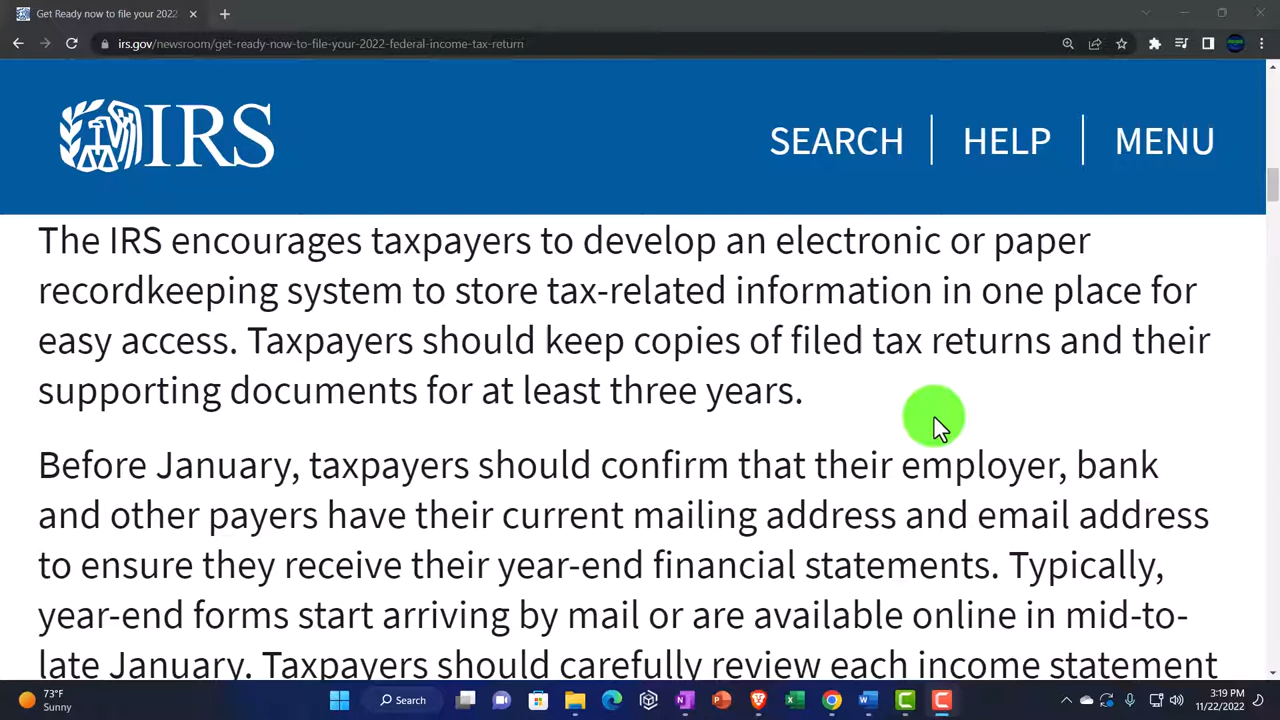 Get Ready now to file your 2022
irs.gov/newsroom/get-ready-now-to-file-your-2022-federal-income-tax-return
IRS
SEARCH
HELP
MENU
The IRS encourages taxpayers to develop an electronic or paper
recordkeeping system to store tax-related information in one place for
easy access. Taxpayers should keep copies of filed tax returns and their
supporting documents for at least three years.
Before January, taxpayers should confirm that their employer, bank
and other payers have their current mailing address and email address
to ensure they receive their year-end financial statements. Typically,
year-end forms start arriving by mail or are available online in mid-to-
late January. Taxpayers should carefully review each income statement
73°F
Sunny
Search
3:19 PM
11/22/2022